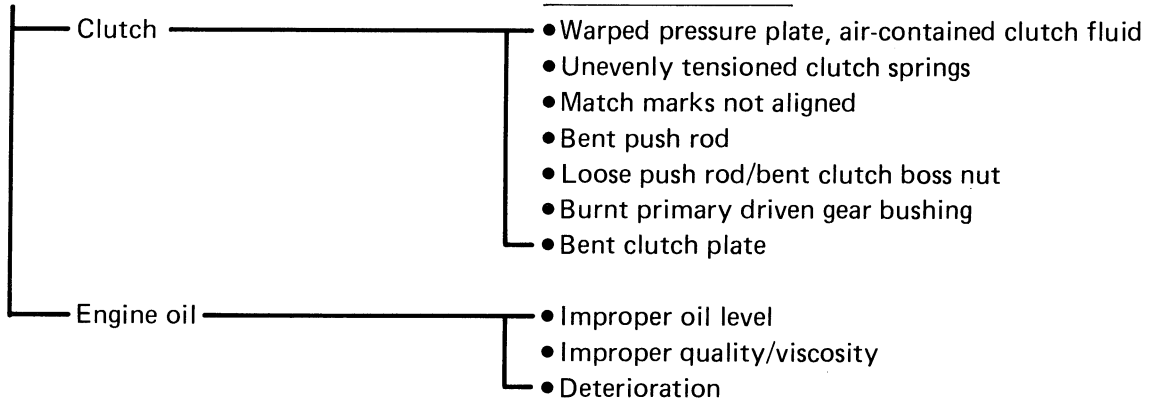 Clutch
● Warped pressure plate, air-contained clutch fluid
● Unevenly tensioned clutch springs
● Match marks not aligned
● Bent push rod
● Loose push rod/bent clutch boss nut
● Burnt primary driven gear bushing
● Bent clutch plate
Engine oil
● Improper oil level
● Improper quality/viscosity
● Deterioration